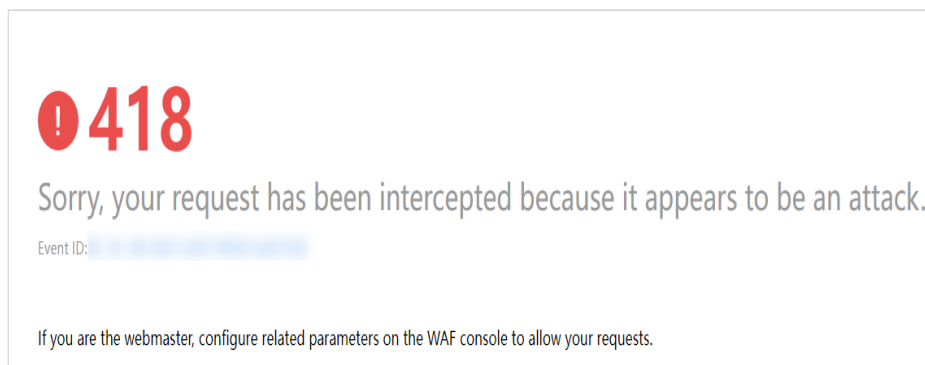 ! 418
Sorry, your request has been intercepted because it appears to be an attack.
Event ID:
If you are the webmaster, configure related parameters on the WAF console to allow your requests.